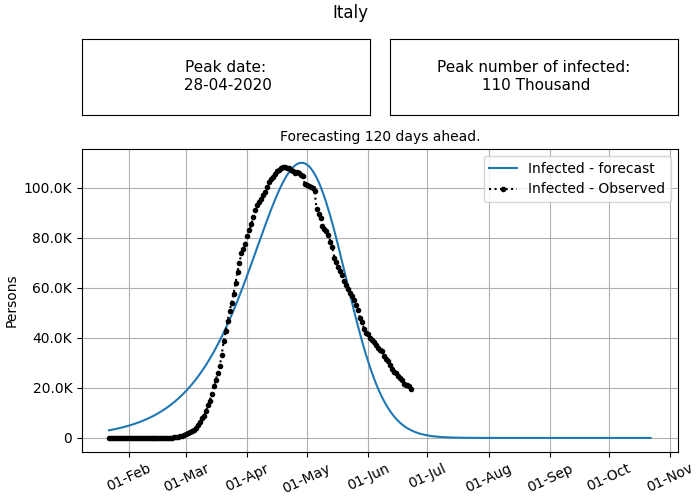 Italy
Peak date:
28-04-2020
Peak number of infected:
110 Thousand
Forecasting 120 days ahead.
Infected - forecast
Infected - Observed
Persons
100.0K
80.0K
60.0K
40.0K
20.0K
0
01-Feb
01-Mar
01-Apr
01-May
01-Jun
01-Jul
01-Aug
01-Sep
01-Oct
01-Nov